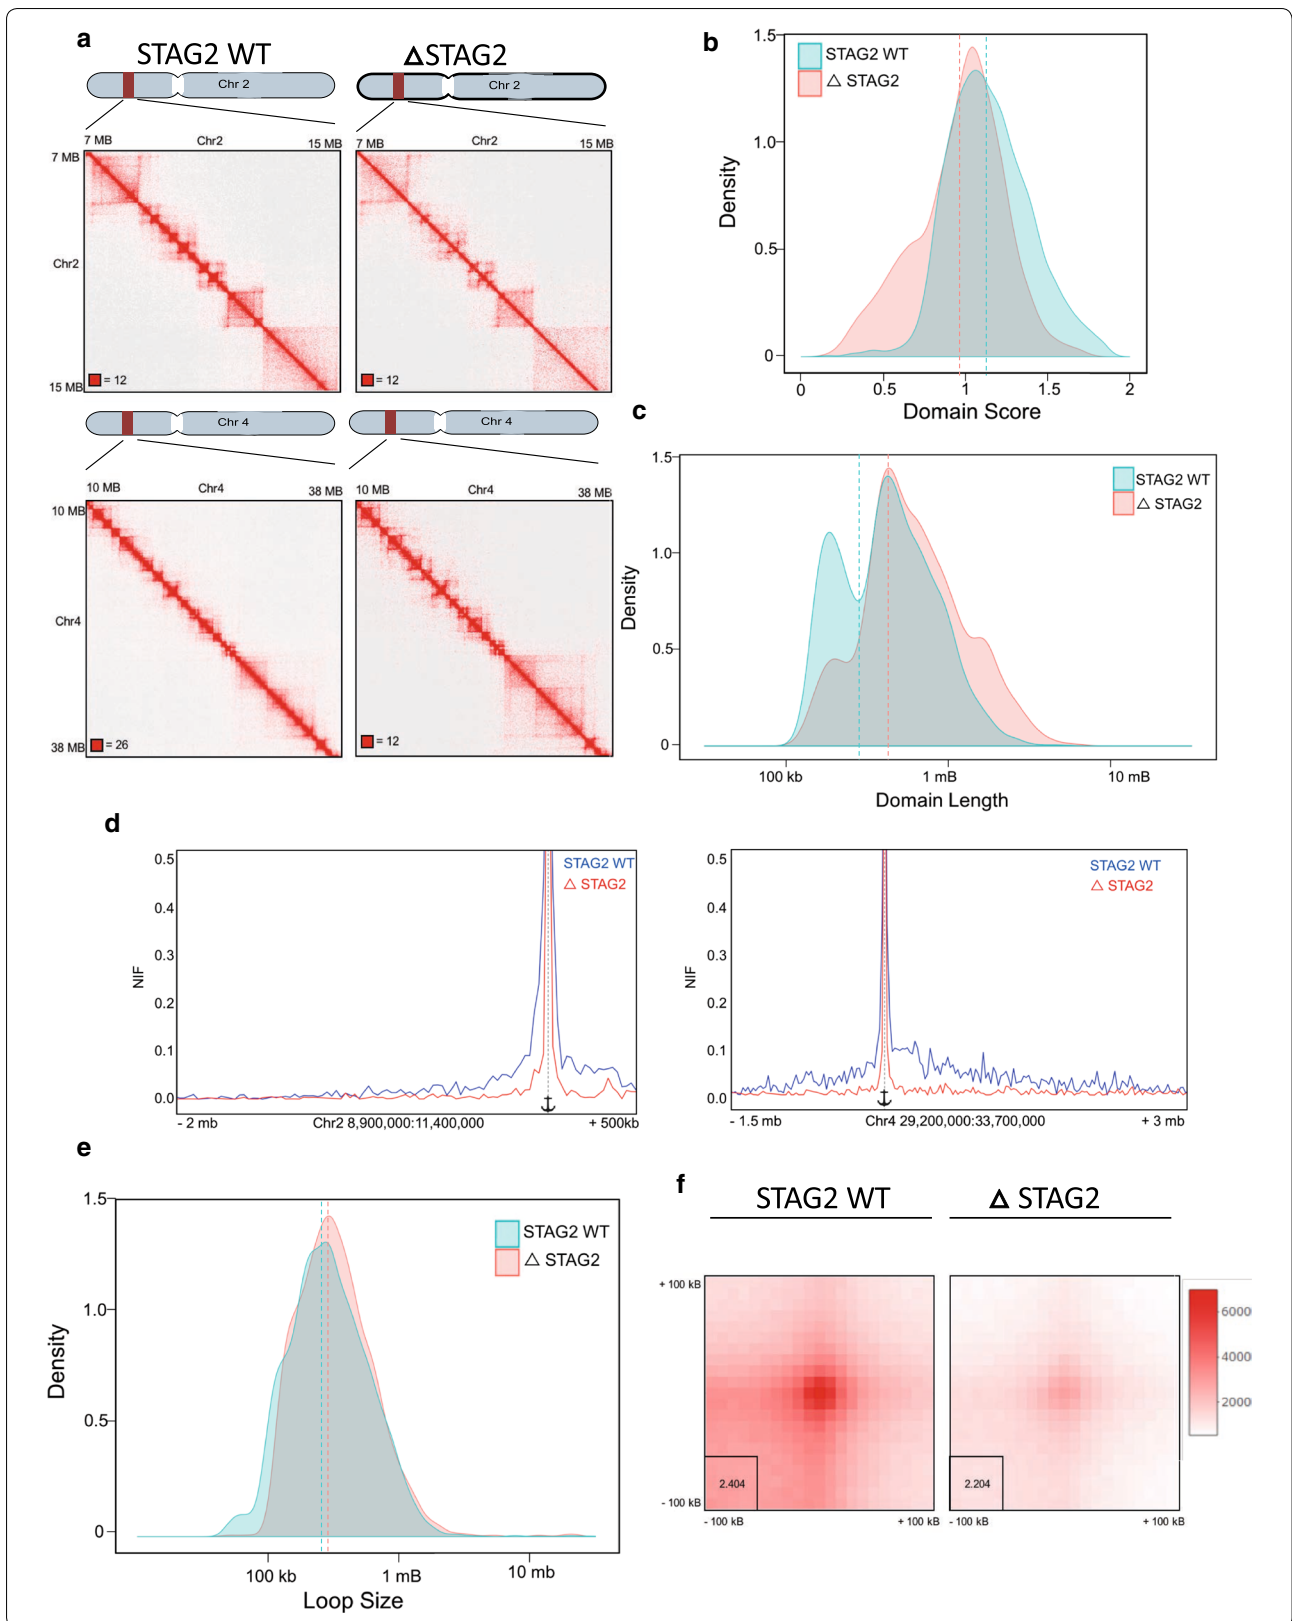 a
STAG2 WT
ΔSTAG2
Chr 2
Chr 2
7 MB Chr2 15 MB
7 MB Chr2 15 MB
7 MB
Chr2
15 MB
= 12
= 12
Chr 4
Chr 4
10 MB Chr4 38 MB
10 MB Chr4 38 MB
10 MB
Chr4
38 MB
= 26
= 12
b
1.5
1.0
0.5
0
Density
STAG2 WT
△ STAG2
0 0.5 1 1.5 2
Domain Score
c
1.5
1.0
0.5
0
Density
STAG2 WT
△ STAG2
100 kb 1 mB 10 mB
Domain Length
d
0.5
0.4
0.3
0.2
0.1
0.0
NIF
STAG2 WT
△ STAG2
- 2 mb Chr2 8,900,000:11,400,000 + 500kb
0.5
0.4
0.3
0.2
0.1
0.0
NIF
STAG2 WT
△ STAG2
- 1.5 mb Chr4 29,200,000:33,700,000 + 3 mb
e
1.5
1.0
0.5
0
Density
STAG2 WT
△ STAG2
100 kb 1 mB 10 mb
Loop Size
f
STAG2 WT
Δ STAG2
+ 100 kB
- 100 kB
2.404
2.204
- 100 kB + 100 kB
- 100 kB + 100 kB
6000
4000
2000